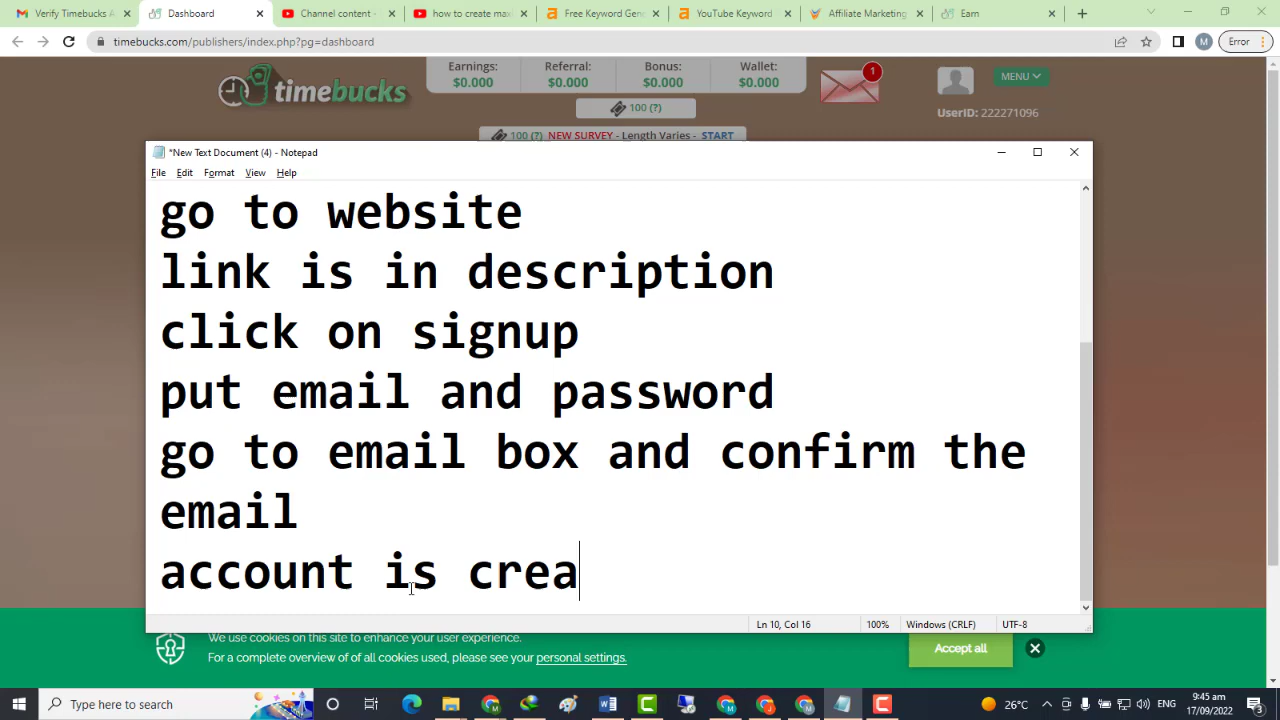 Verify Timebucks A
Dashboard
Channel content -
how to create maxi
Free Keyword Gene
YouTube Keyword
Affiliate Marketing
Earn
timebucks.com/publishers/index.php?pg=dashboard
M
Error
timebucks
Earnings:
$0.000
Referral:
$0.000
Bonus:
$0.000
Wallet:
$0.000
1
MENU
100 (?)
UserID: 222271096
100 (?) NEW SURVEY - Length Varies - START
*New Text Document (4) - Notepad
File Edit Format View Help
go to website
link is in description
click on signup
put email and password
go to email box and confirm the
email
account is crea
Ln 10, Col 16
100%
Windows (CRLF)
UTF-8
We use cookies on this site to enhance your user experience.
For a complete overview of of all cookies used, please see your personal settings.
Accept all
Type here to search
26°C
ENG
9:45 am
17/09/2022